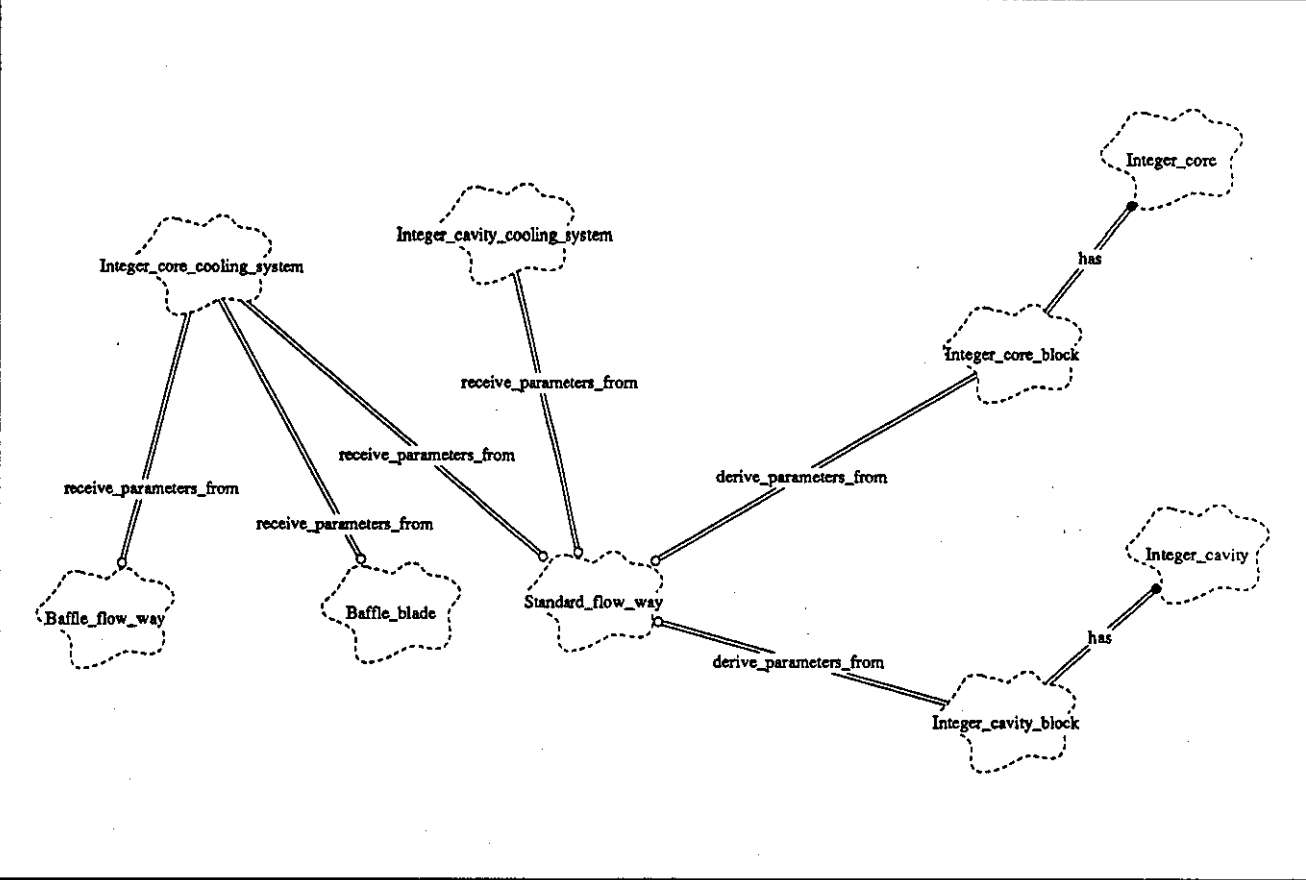 Integer_core
Integer_cavity_cooling_system
Integer_core_cooling_system
has
Integer_core_block
receive_parameters_from
receive_parameters_from
derive_parameters_from
receive_parameters_from
receive_parameters_from
Integer_cavity
Standard_flow_way
Baffle_blade
Baffle_flow_way
has
derive_parameters_from
Integer_cavity_block